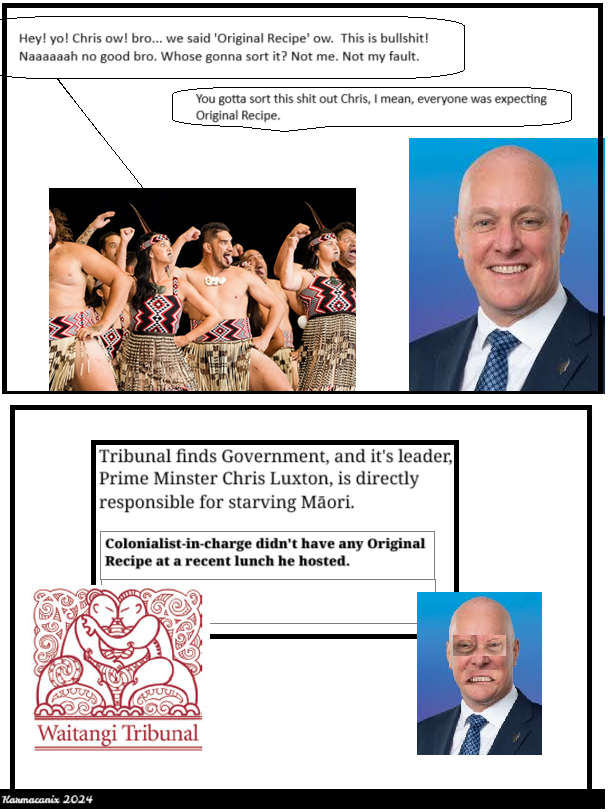 Hey! yo! Chris ow! bro... we said 'Original Recipe' ow.  This is bullshit!
Naaaaaah no good bro. Whose gonna sort it? Not me. Not my fault.
You gotta sort this shit out Chris, I mean, everyone was expecting
Original Recipe.
Tribunal finds Government, and it's leader,
Prime Minster Chris Luxton, is directly
responsible for starving Māori.
Colonialist-in-charge didn't have any Original
Recipe at a recent lunch he hosted.
Waitangi Tribunal
Karmacanix 2024